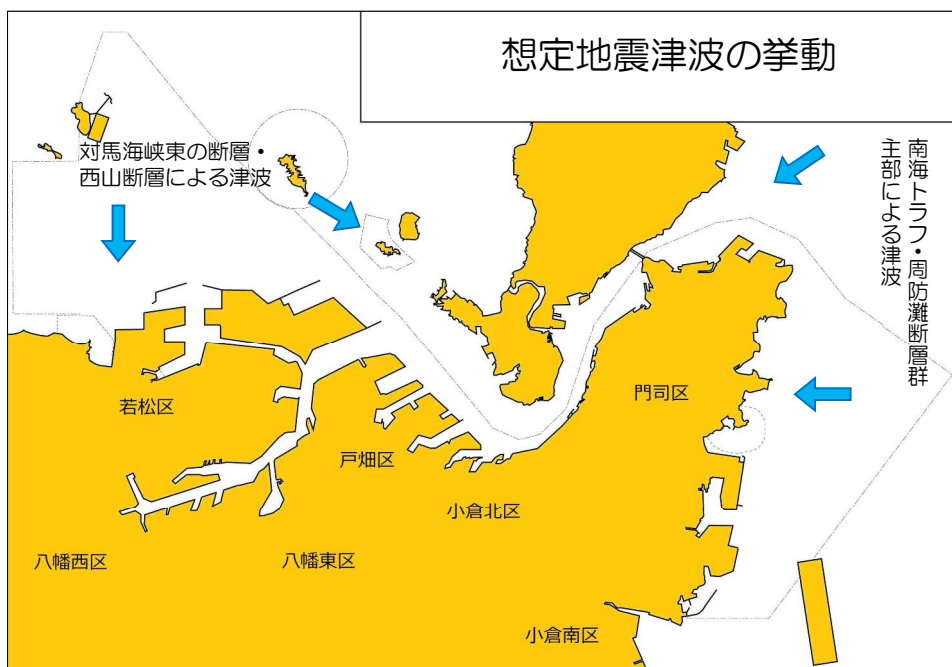 想定地震津波の挙動
対馬海峡東の断層・
西山断層による津波
南海トラフ・周防灘断層群
主部による津波
若松区
門司区
戸畑区
小倉北区
八幡西区
八幡東区
小倉南区